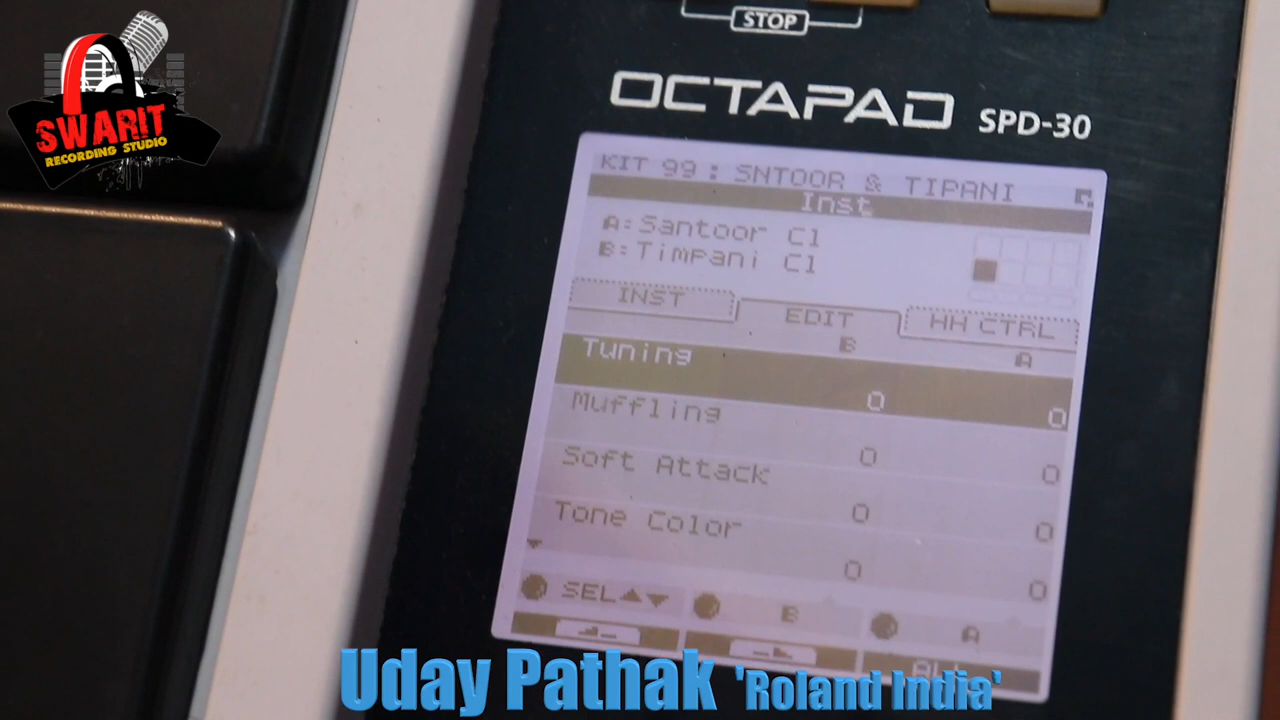 STOP
OCTAPAD SPD-30
SWARIT
RECORDING STUDIO
KIT 99: SNTOOR & TIPANI
Inst
A:Santoor C1
B:Timpani C1
INST EDIT HH CTRL
B A
Tuning 0 0
Muffling 0 0
Soft Attack 0 0
Tone Color 0 0
SEL▲▼ B A
ALL
Uday Pathak 'Roland India'